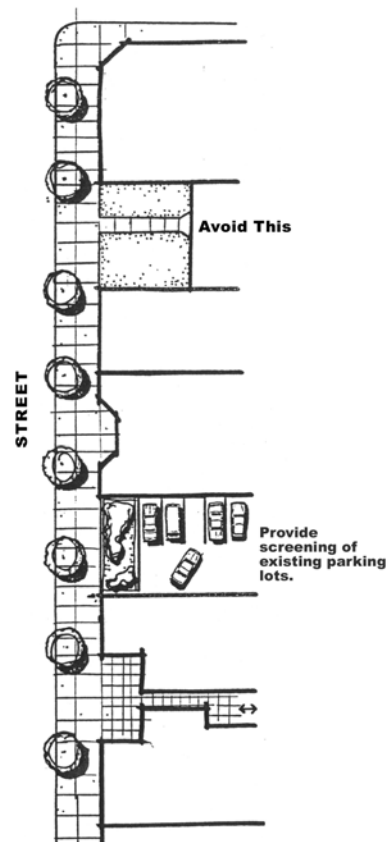 Avoid This
STREET
Provide
screening of
existing parking
lots.